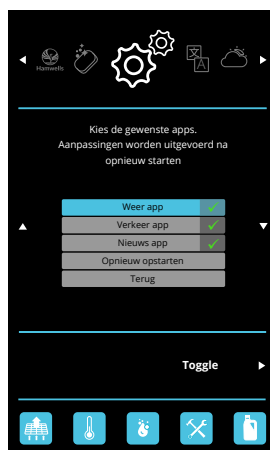 Hamwells
文
A
Kies de gewenste apps.
Aanpassingen worden uitgevoerd na
opnieuw starten
Weer app
Verkeer app
Nieuws app
Opnieuw opstarten
Terug
Toggle